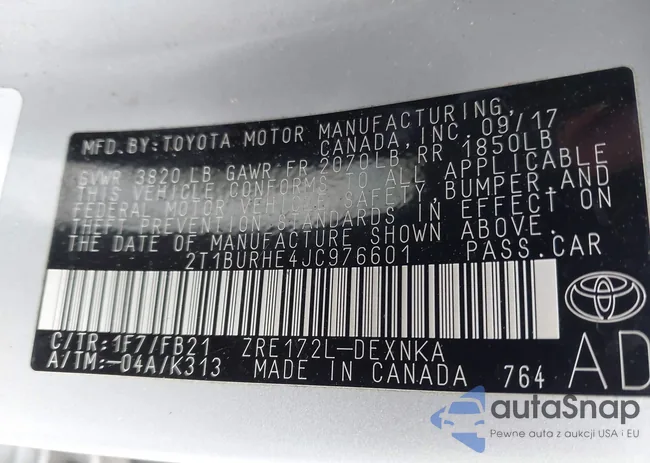 MFD.BY:TOYOTA MOTOR MANUFACTURING,
CANADA, INC. 09/17
GVWR 3820 LB GAWR FR 2070LB RR 1850LB
THIS VEHICLE CONFORMS TO ALL APPLICABLE
FEDERAL MOTOR VEHICLE SAFETY, BUMPER, AND
THEFT PREVENTION STANDARDS IN EFFECT ON
THE DATE OF MANUFACTURE SHOWN ABOVE.
2T1BURHE4JC976601 PASS.CAR
C/TR:1F7/FB21 ZRE172L-DEXNKA
A/TM:-04A/K313 MADE IN CANADA 764
AD
autaSnap
Pewne auta z aukcji USA i EU